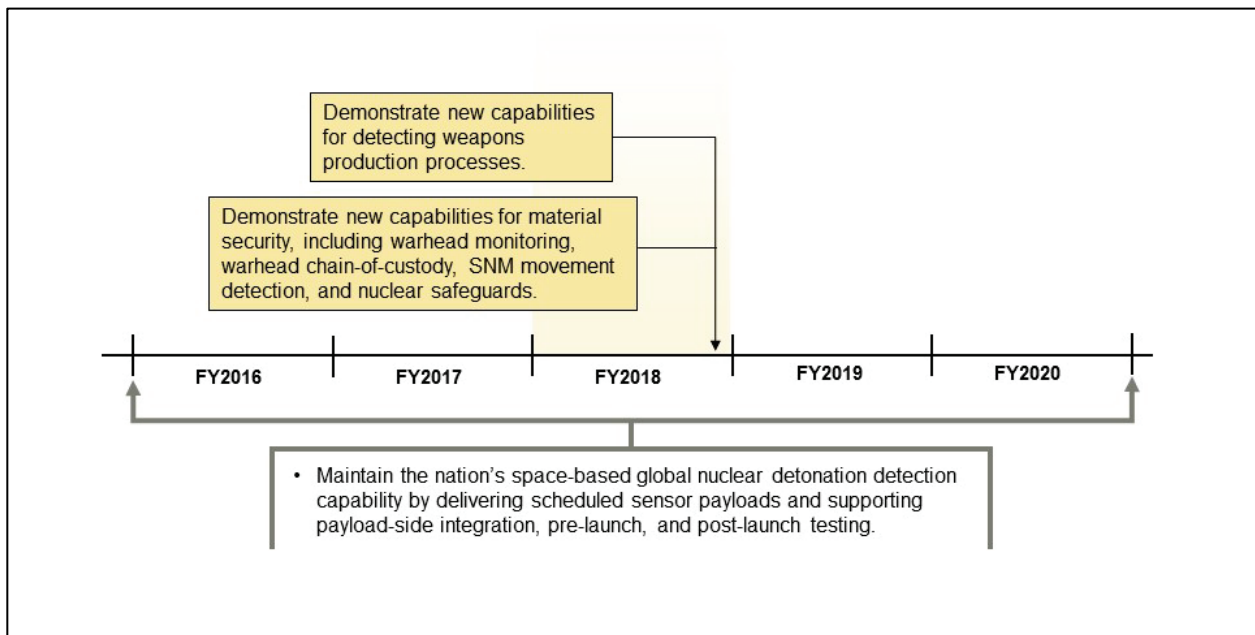 Demonstrate new capabilities
for detecting weapons
production processes.
Demonstrate new capabilities for material
security, including warhead monitoring,
warhead chain-of-custody, SNM movement
detection, and nuclear safeguards.
FY2016 FY2017 FY2018 FY2019 FY2020
• Maintain the nation’s space-based global nuclear detonation detection
capability by delivering scheduled sensor payloads and supporting
payload-side integration, pre-launch, and post-launch testing.